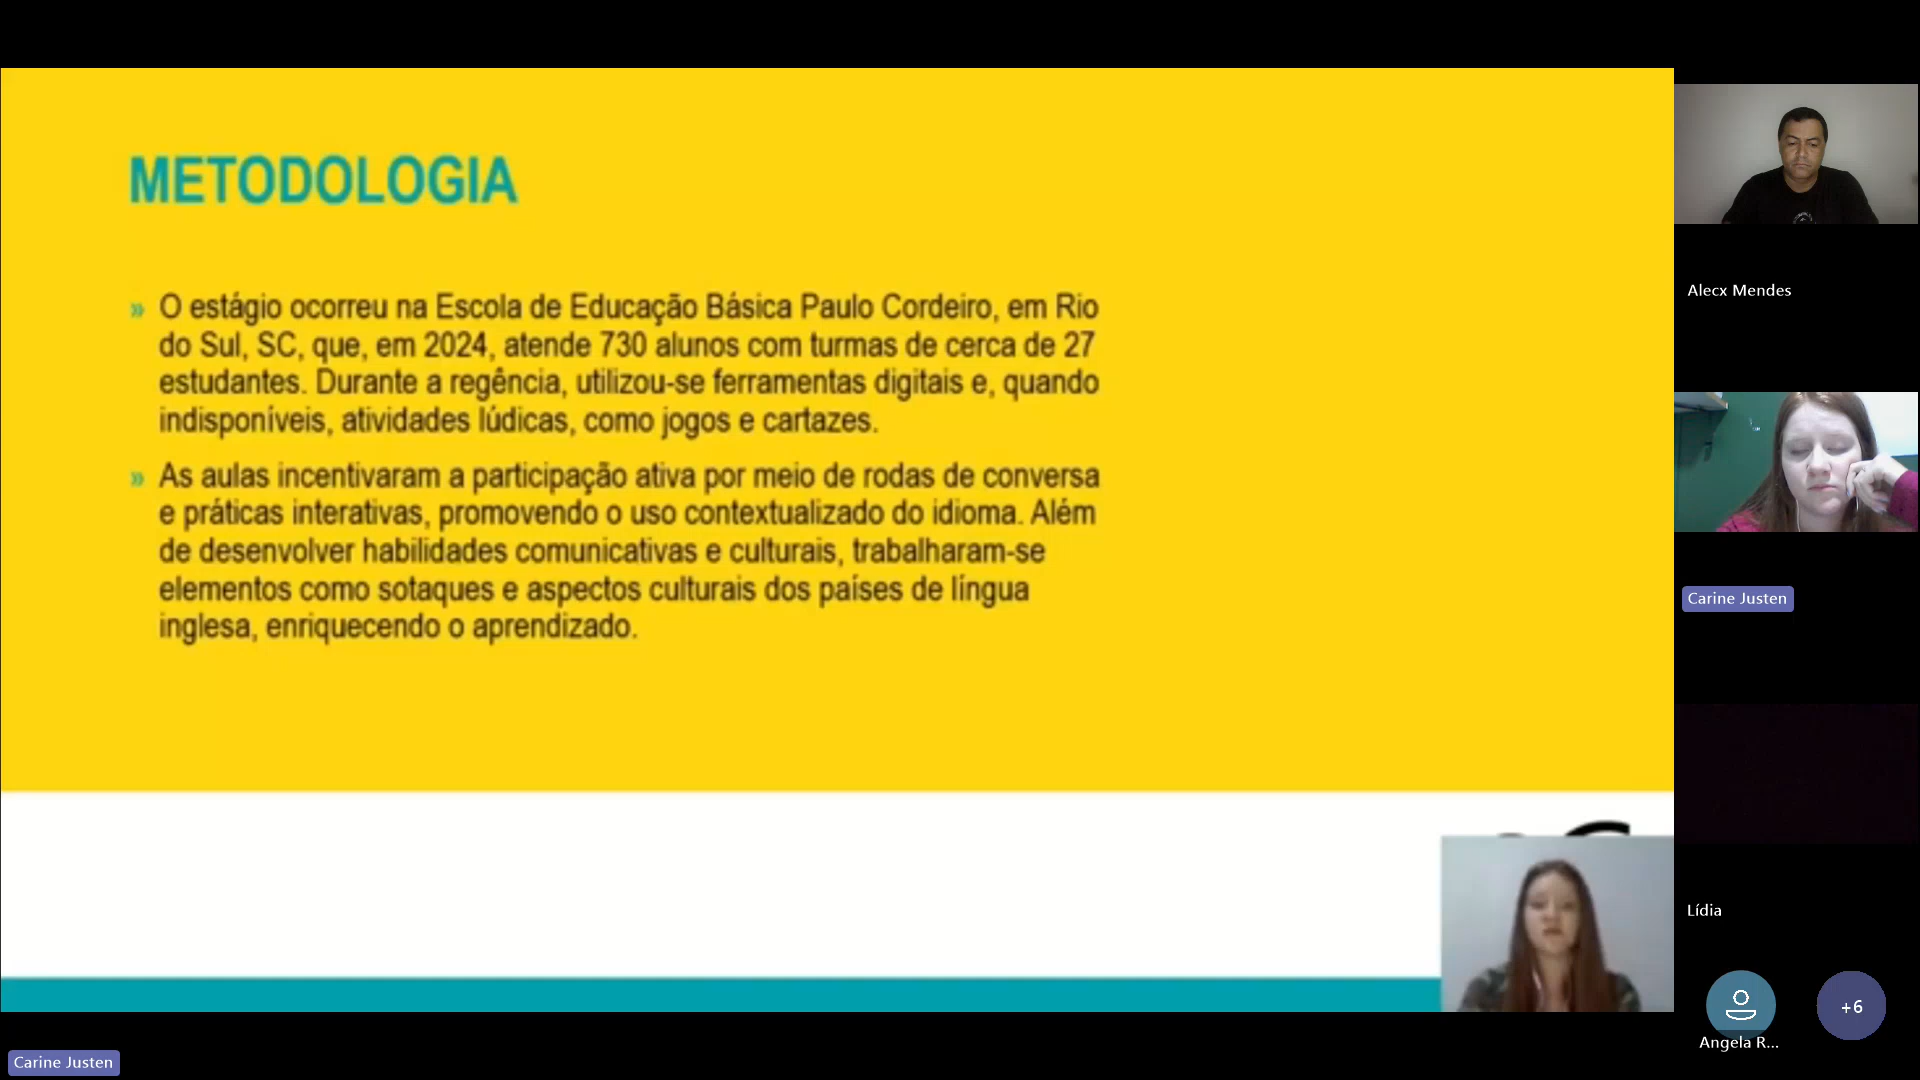 METODOLOGIA
» O estágio ocorreu na Escola de Educação Básica Paulo Cordeiro, em Rio
do Sul, SC, que, em 2024, atende 730 alunos com turmas de cerca de 27
estudantes. Durante a regência, utilizou-se ferramentas digitais e, quando
indisponíveis, atividades lúdicas, como jogos e cartazes.
» As aulas incentivaram a participação ativa por meio de rodas de conversa
e práticas interativas, promovendo o uso contextualizado do idioma. Além
de desenvolver habilidades comunicativas e culturais, trabalharam-se
elementos como sotaques e aspectos culturais dos países de língua
inglesa, enriquecendo o aprendizado.
Alecx Mendes
Carine Justen
Lídia
Angela R...
+6
Carine Justen